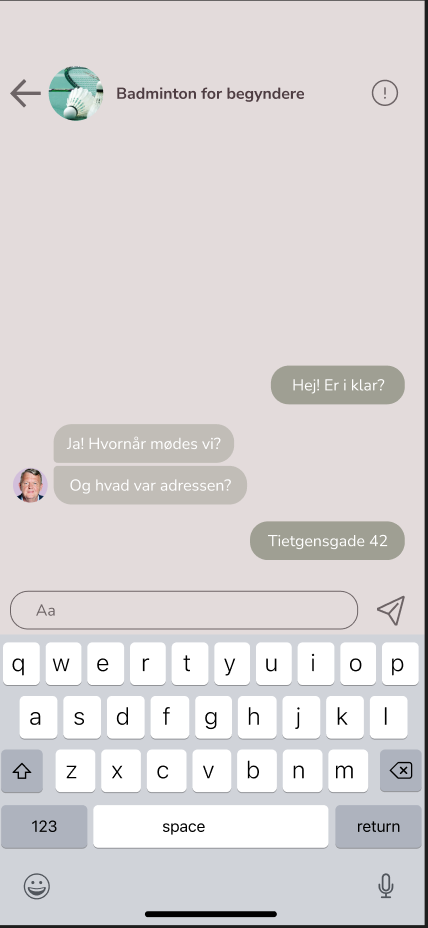 Badminton for begyndere
Hej! Er i klar?
Ja! Hvornår mødes vi?
Og hvad var adressen?
Tietgensgade 42
Aa
q w e r t y u i o p
a s d f g h j k l
z x c v b n m
123 space return